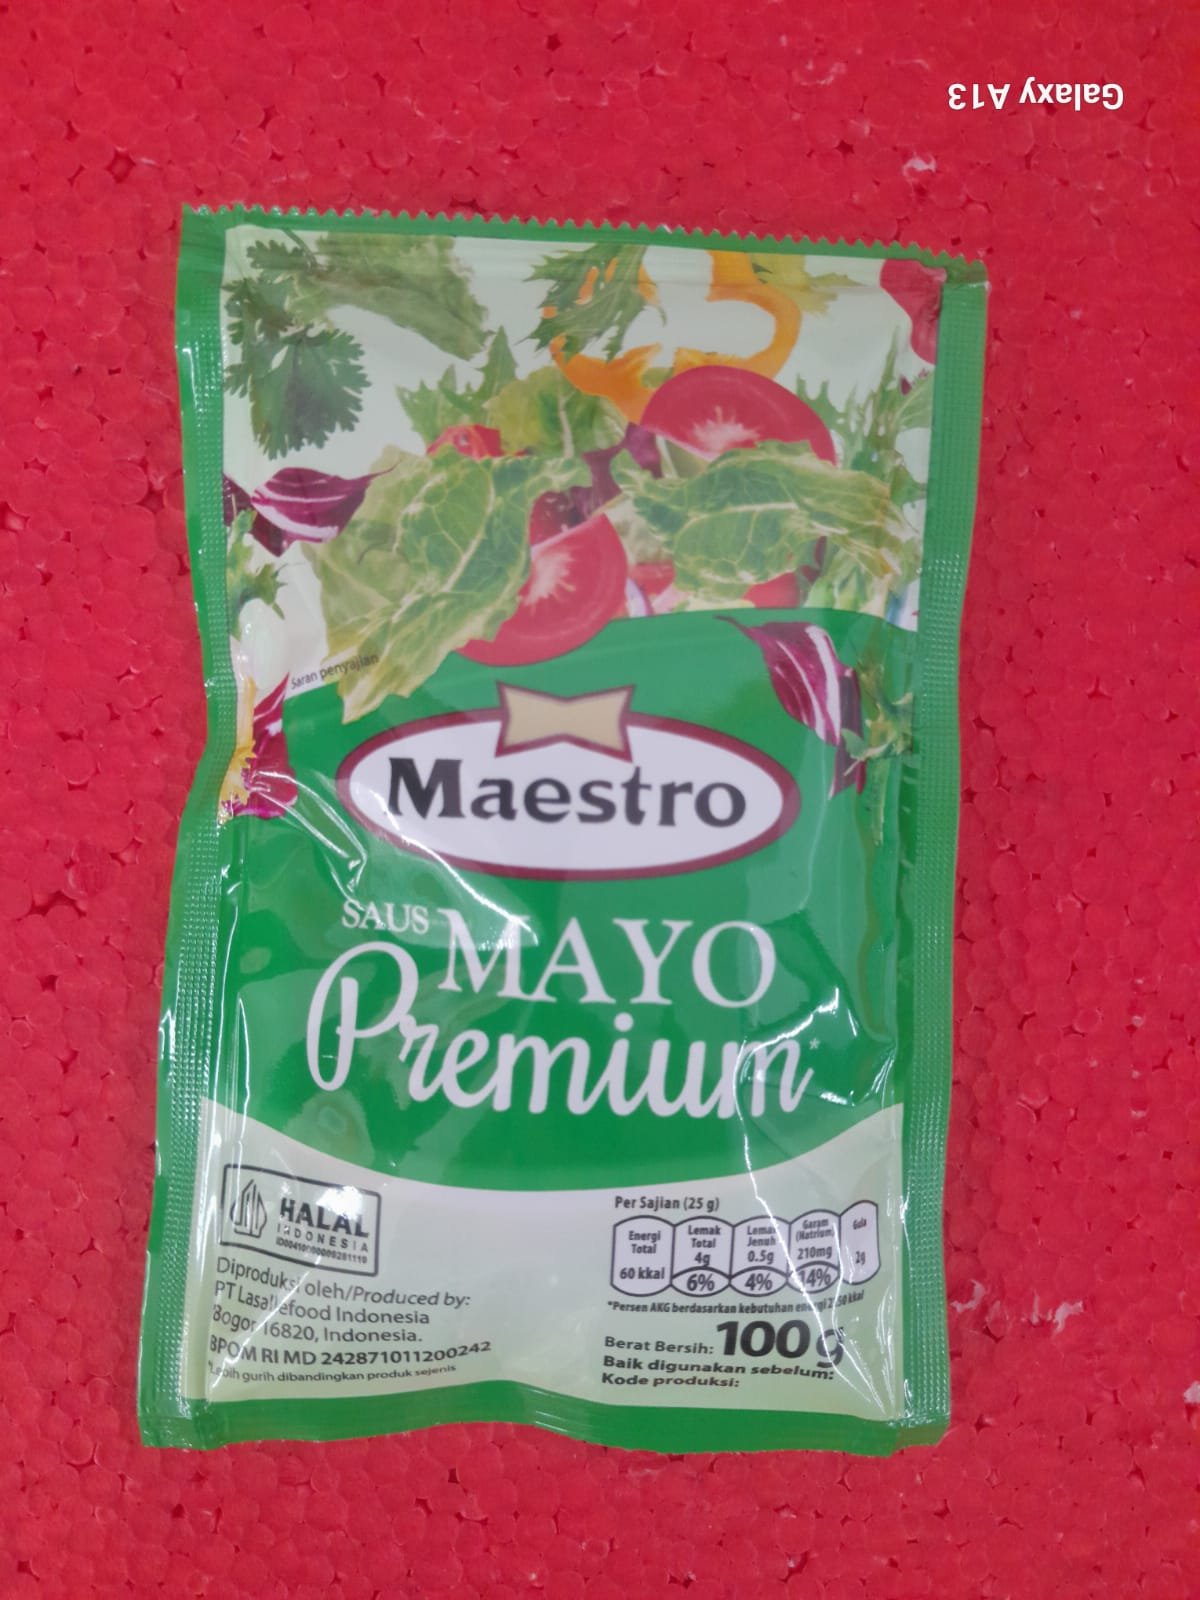 Galaxy A13
Saran penyajian
Maestro
SAUS MAYO
Premium*
HALAL
INDONESIA
Per Sajian (25 g)
Energi Total 60 kkal
Lemak Total 4g 6%
Lemak Jenuh 0.5g 4%
Garam (Natrium) 210mg 14%
Gula 2g
*Persen AKG berdasarkan kebutuhan energi 2150 kkal
Diproduksi oleh/Produced by:
PT Lasallefood Indonesia
Bogor 16820, Indonesia.
BPOM RI MD 242871011200242
*Lebih gurih dibandingkan produk sejenis
Berat Bersih: 100 g
Baik digunakan sebelum:
Kode produksi: